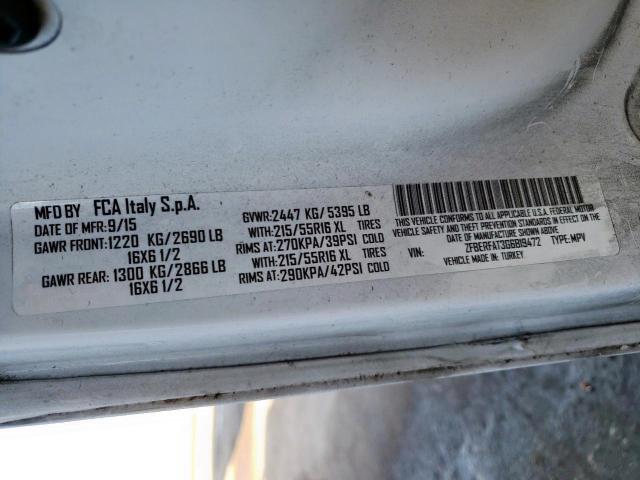 MFD BY FCA Italy S.p.A.
DATE OF MFR:9/15
GAWR FRONT:1220 KG/2690 LB
16X6 1/2
GAWR REAR: 1300 KG/2866 LB
16X6 1/2
GVWR:2447 KG/ 5395 LB
WITH:215/55R16 XL TIRES
RIMS AT:270KPA/39PSI COLD
WITH:215/55R16 XL TIRES
RIMS AT:290KPA/42PSI COLD
THIS VEHICLE CONFORMS TO ALL APPLICABLE U.S.A. FEDERAL MOTOR
VEHICLE SAFETY AND THEFT PREVENTION STANDARDS IN EFFECT ON THE
DATE OF MANUFACTURE SHOWN ABOVE.
VIN: ZFBERFAT3G6819472 TYPE:MPV
VEHICLE MADE IN: TURKEY